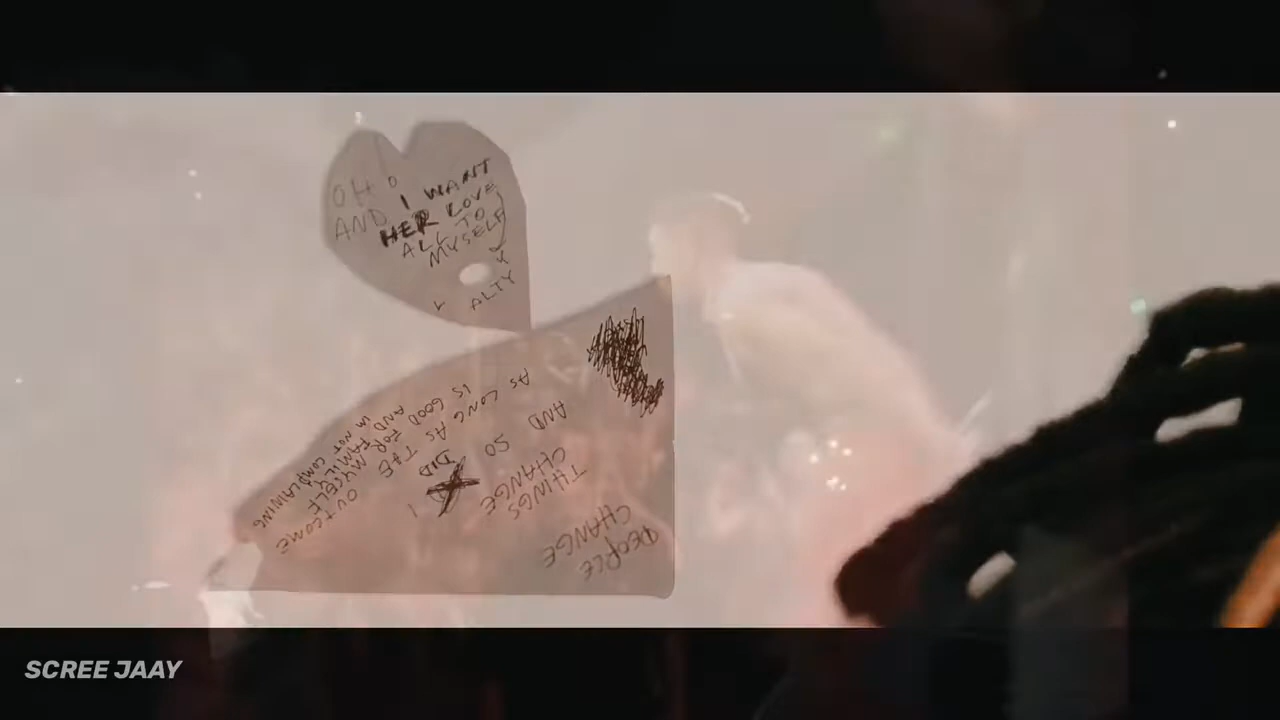 OH!
AND I WANT
HER LOVE
ALL TO
MYSELF
L Y
ALTY
PEOPLE
CHANGE
THINGS
CHANGE
AND SO
DID I
AS LONG AS THE OUTCOME
IS GOOD FOR MYSELF
AND FAMILY
IM NOT COMPLAINING
SCREE JAAY